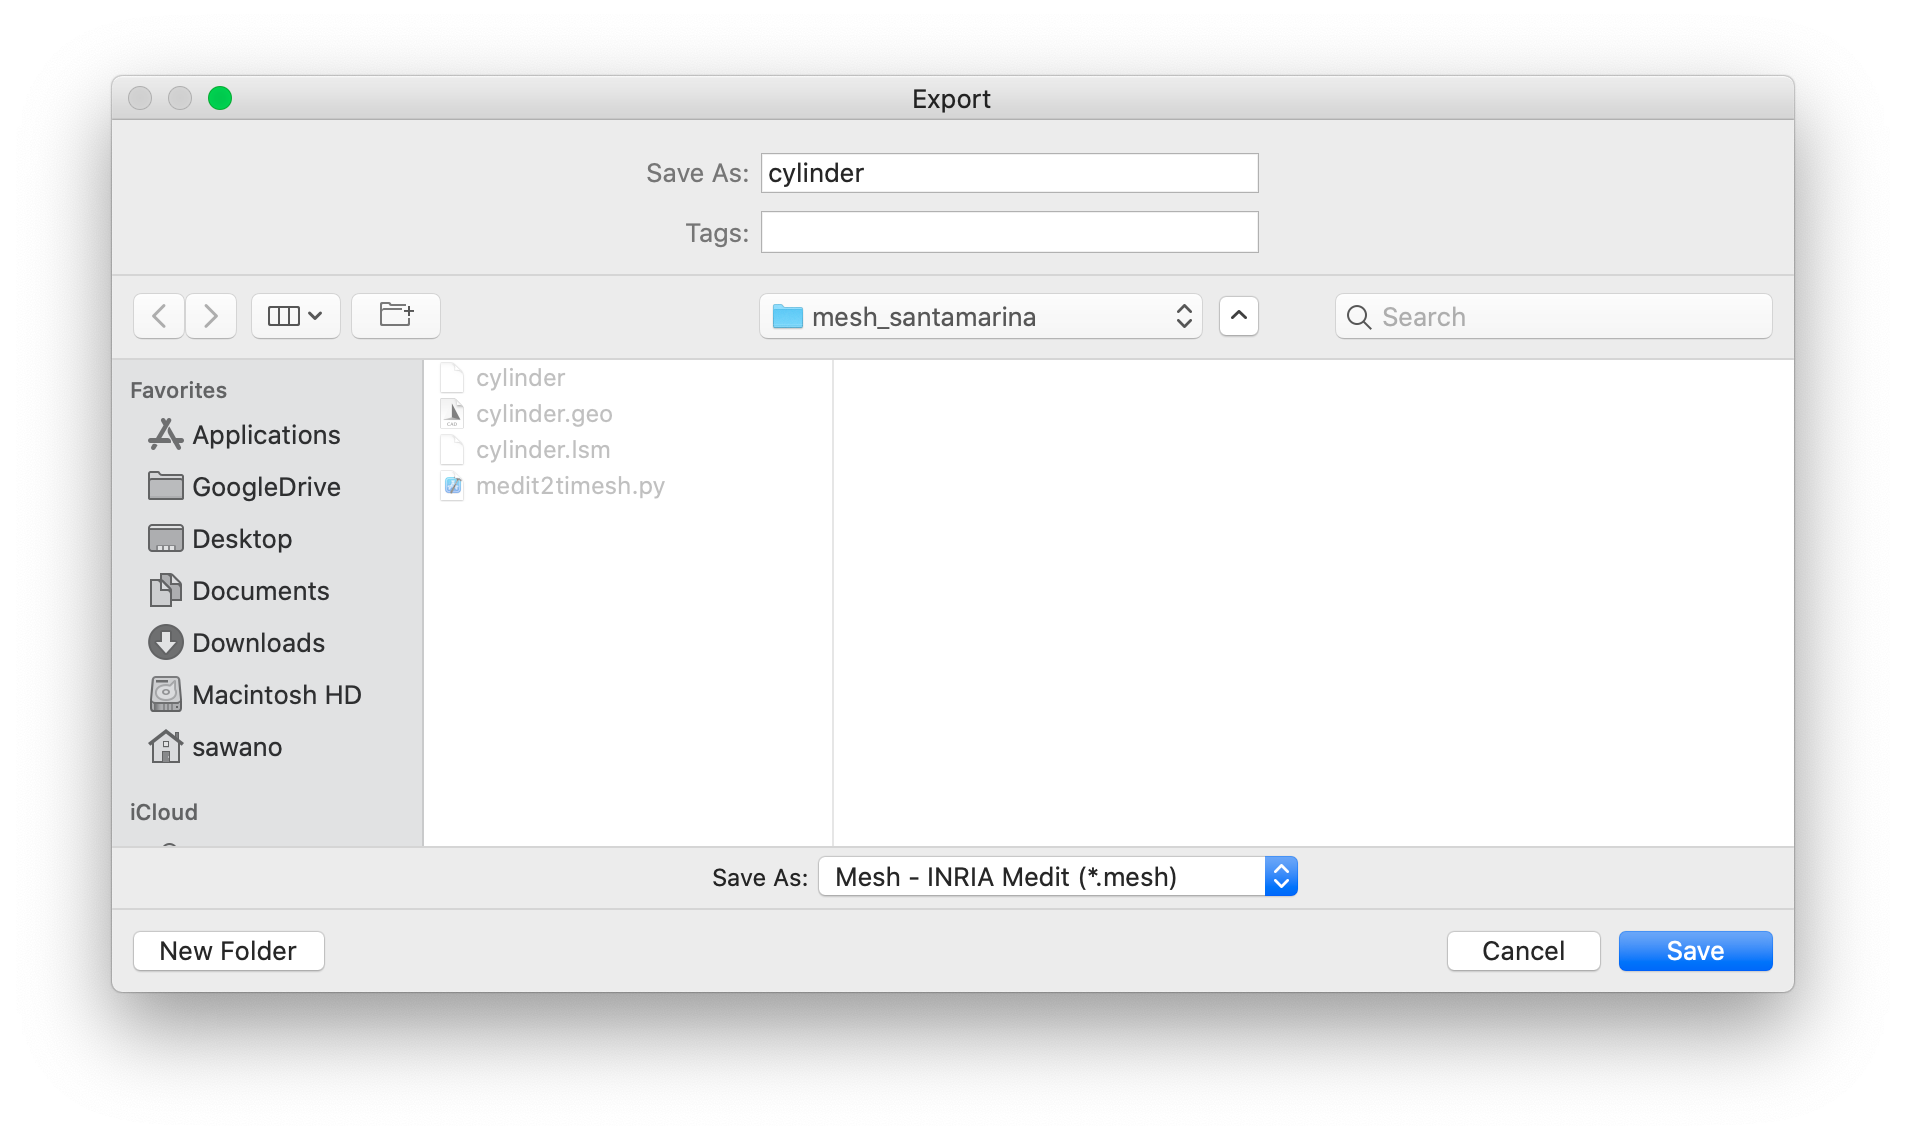 Export
Save As: cylinder
Tags:
mesh_santamarina
Search
Favorites
Applications
GoogleDrive
Desktop
Documents
Downloads
Macintosh HD
sawano
iCloud
cylinder
cylinder.geo
CAD
cylinder.lsm
medit2timesh.py
Save As: Mesh - INRIA Medit (*.mesh)
New Folder
Cancel
Save